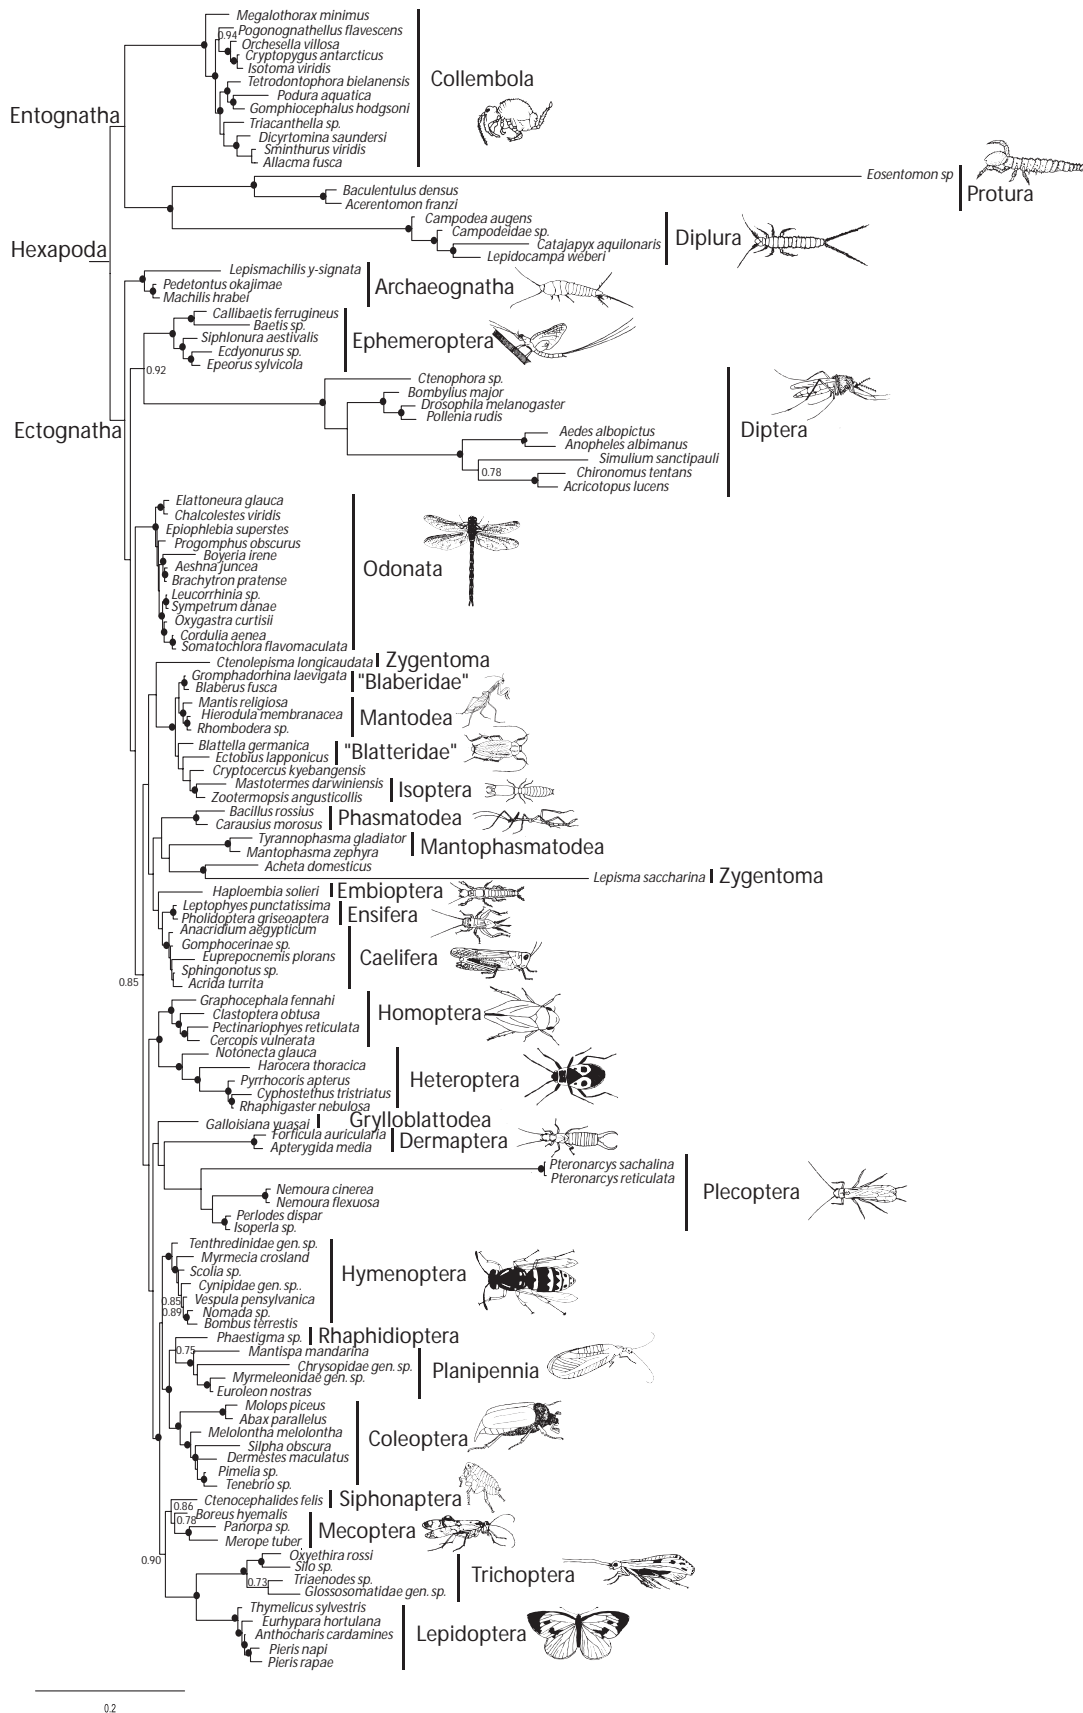 Megalothorax minimus
Pogonognathellus flavescens
0.94
Orchesella villosa
Cryptopygus antarcticus
Isotoma viridis
Tetrodontophora bielanensis
Collembola
Podura aquatica
Gomphiocephalus hodgsoni
Entognatha
Triacanthella sp.
Dicyrtomina saundersi
Sminthurus viridis
Allacma fusca
Eosentomon sp
Baculentulus densus
Protura
Acerentomon franzi
Campodea augens
Campodeidae sp.
Diplura
Catajapyx aquilonaris
Hexapoda
Lepidocampa weberi
Lepismachilis y-signata
Pedetontus okajimae
Archaeognatha
Machilis hrabei
Callibaetis ferrugineus
Baetis sp.
Siphlonura aestivalis
Ephemeroptera
Ecdyonurus sp.
Epeorus sylvicola
0.92
Ctenophora sp.
Bombylius major
Drosophila melanogaster
Pollenia rudis
Ectognatha
Aedes albopictus
Diptera
Anopheles albimanus
Simulium sanctipauli
0.78
Chironomus tentans
Acricotopus lucens
Elattoneura glauca
Chalcolestes viridis
Epiophlebia superstes
Progomphus obscurus
Boyeria irene
Aeshna juncea
Odonata
Brachytron pratense
Leucorrhinia sp.
Sympetrum danae
Oxygastra curtisii
Cordulia aenea
Somatochlora flavomaculata
Ctenolepisma longicaudata
Zygentoma
Gromphadorhina laevigata
"Blaberidae"
Blaberus fusca
Mantis religiosa
Hierodula membranacea
Mantodea
Rhombodera sp.
Blattella germanica
"Blatteridae"
Ectobius lapponicus
Cryptocercus kyebangensis
Mastotermes darwiniensis
Isoptera
Zootermopsis angusticollis
Bacillus rossius
Phasmatodea
Carausius morosus
Tyrannophasma gladiator
Mantophasmatodea
Mantophasma zephyra
Acheta domesticus
Lepisma saccharina
Zygentoma
Haploembia solieri
Embioptera
Leptophyes punctatissima
Ensifera
Pholidoptera griseoaptera
Anacridium aegypticum
Gomphocerinae sp.
Euprepocnemis plorans
Caelifera
Sphingonotus sp.
Acrida turrita
0.85
Graphocephala fennahi
Clastoptera obtusa
Homoptera
Pectinariophyes reticulata
Cercopis vulnerata
Notonecta glauca
Harocera thoracica
Pyrrhocoris apterus
Heteroptera
Cyphostethus tristriatus
Rhaphigaster nebulosa
Galloisiana yuasai
Grylloblattodea
Forficula auricularia
Dermaptera
Apterygida media
Pteronarcys sachalina
Pteronarcys reticulata
Plecoptera
Nemoura cinerea
Nemoura flexuosa
Perlodes dispar
Isoperla sp.
Tenthredinidae gen. sp.
Myrmecia crosland
Scolia sp.
Hymenoptera
Cynipidae gen. sp..
0.85
Vespula pensylvanica
0.89
Nomada sp.
Bombus terrestis
Phaestigma sp.
Rhaphidioptera
0.75
Mantispa mandarina
Chrysopidae gen. sp.
Planipennia
Myrmeleonidae gen. sp.
Euroleon nostras
Molops piceus
Abax parallelus
Melolontha melolontha
Coleoptera
Silpha obscura
Dermestes maculatus
Pimelia sp.
Tenebrio sp.
Ctenocephalides felis
Siphonaptera
0.86
Boreus hyemalis
0.78
Panorpa sp.
Mecoptera
Merope tuber
0.90
Oxyethira rossi
Silo sp.
Trichoptera
0.73
Triaenodes sp.
Glossosomatidae gen. sp.
Thymelicus sylvestris
Eurhypara hortulana
Anthocharis cardamines
Lepidoptera
Pieris napi
Pieris rapae
0.2